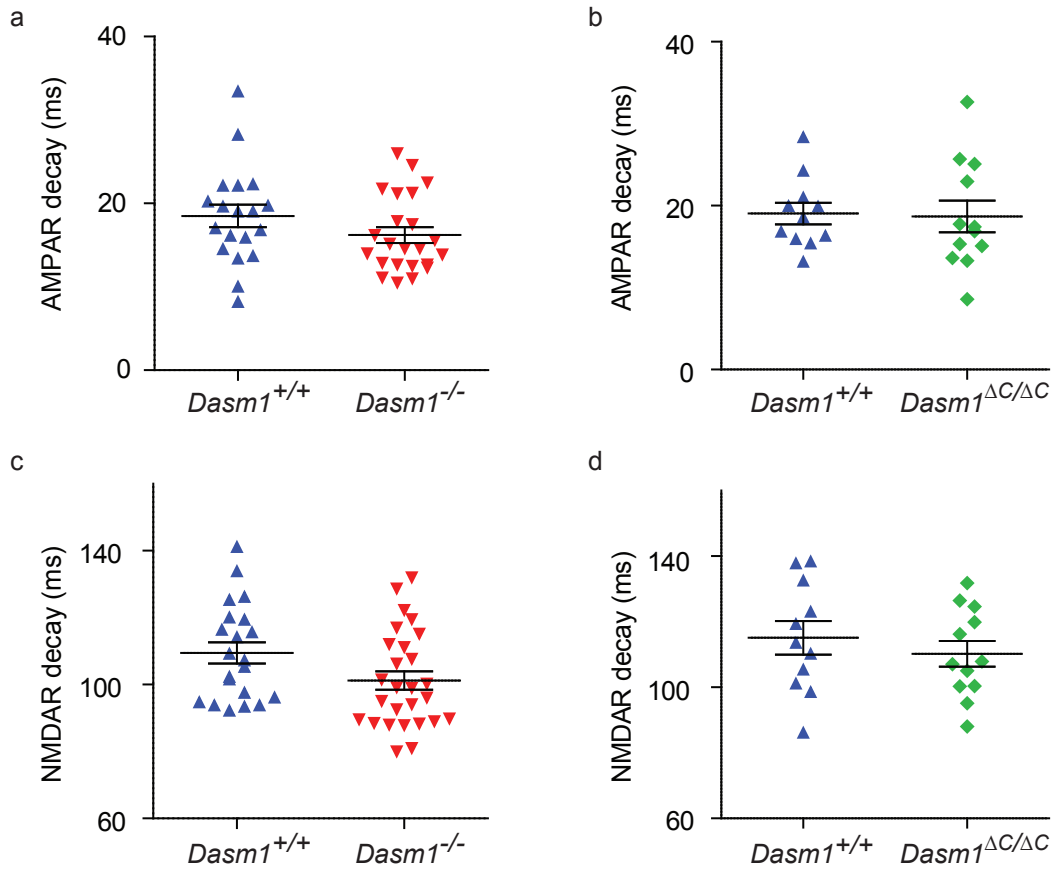 a
40
20
0
AMPAR decay (ms)
Dasm1+/+
Dasm1-/-
b
40
20
0
AMPAR decay (ms)
Dasm1+/+
Dasm1ΔC/ΔC
c
140
100
60
NMDAR decay (ms)
Dasm1+/+
Dasm1-/-
d
140
100
60
NMDAR decay (ms)
Dasm1+/+
Dasm1ΔC/ΔC